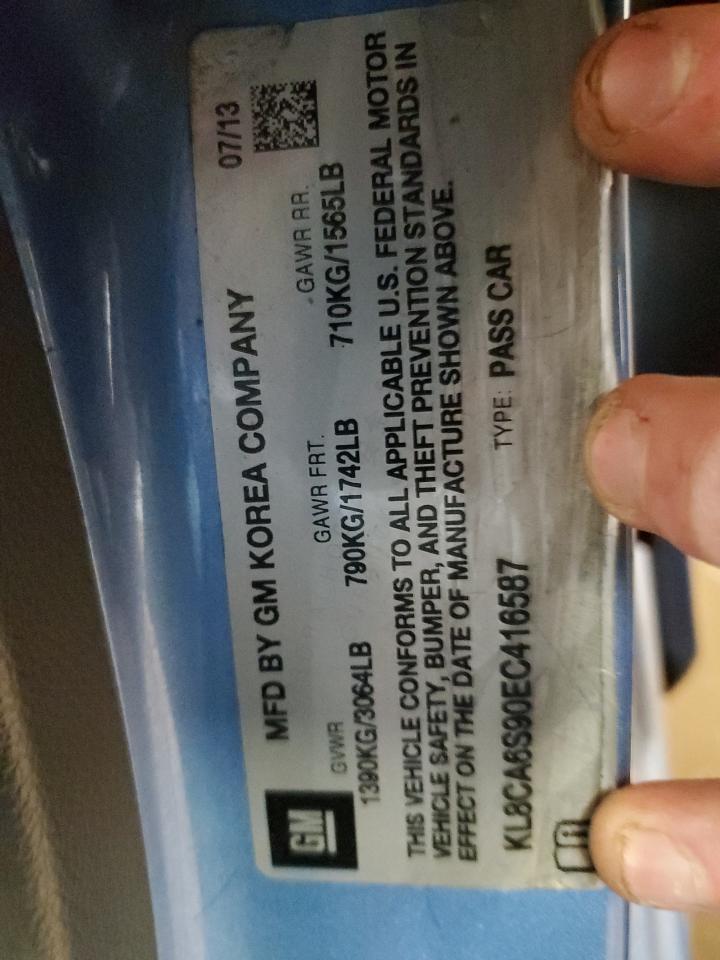 07/13
MFD BY GM KOREA COMPANY
GVWR GAWR FRT. GAWR RR.
1390KG/3064LB 790KG/1742LB 710KG/1565LB
THIS VEHICLE CONFORMS TO ALL APPLICABLE U.S. FEDERAL MOTOR
VEHICLE SAFETY, BUMPER, AND THEFT PREVENTION STANDARDS IN
EFFECT ON THE DATE OF MANUFACTURE SHOWN ABOVE.
KL8CA6S90EC416587 TYPE: PASS CAR
GM